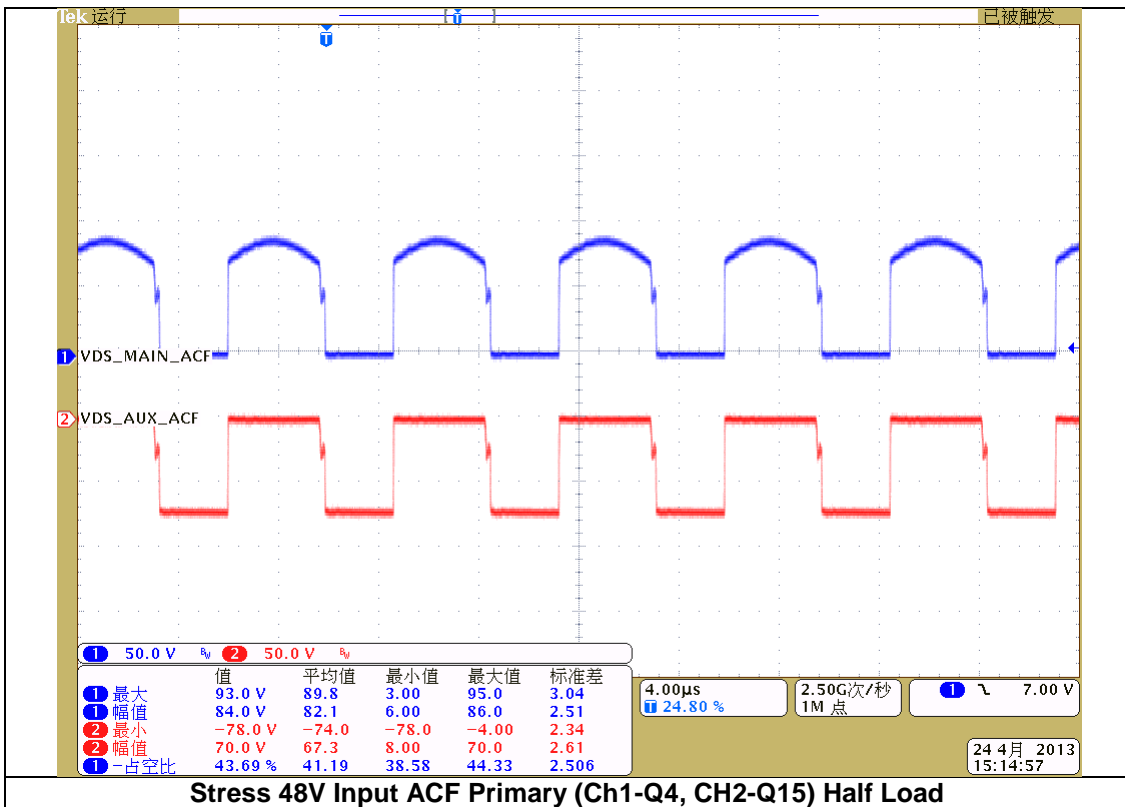 Tek 运行 [ T ] 已被触发
T
1 VDS_MAIN_ACF
2 VDS_AUX_ACF
1 50.0 V BW 2 50.0 V BW
值 平均值 最小值 最大值 标准差
1 最大 93.0 V 89.8 3.00 95.0 3.04
1 幅值 84.0 V 82.1 6.00 86.0 2.51
2 最小 −78.0 V −74.0 −78.0 −4.00 2.34
2 幅值 70.0 V 67.3 8.00 70.0 2.61
1 −占空比 43.69 % 41.19 38.58 44.33 2.506
4.00μs
T 24.80 %
2.50G次/秒
1M 点
1 7.00 V
24 4月 2013
15:14:57
Stress 48V Input ACF Primary (Ch1-Q4, CH2-Q15) Half Load